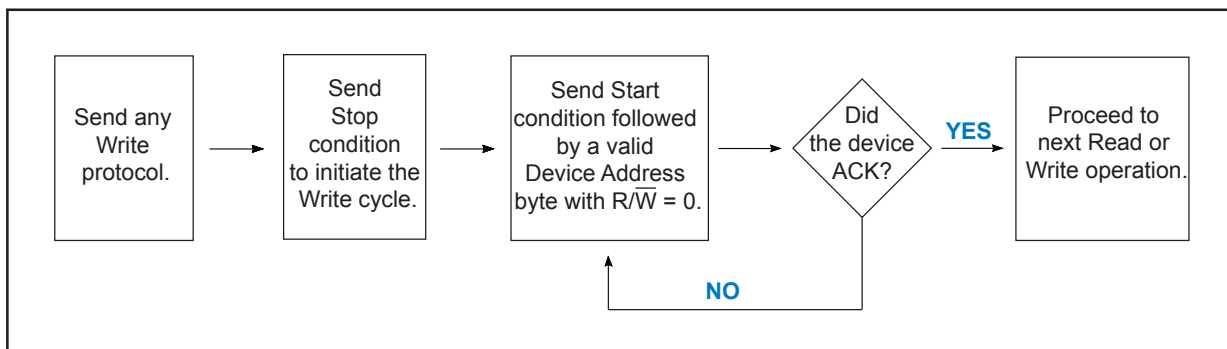 Send any
Write
protocol.
Send
Stop
condition
to initiate the
Write cycle.
Send Start
condition followed
by a valid
Device Address
byte with R/W̅ = 0.
Did
the device
ACK?
YES
Proceed to
next Read or
Write operation.
NO